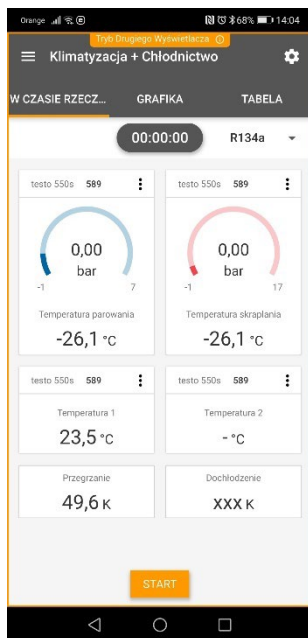 Orange 68% 14:04
Tryb Drugiego Wyświetlacza
Klimatyzacja + Chłodnictwo
W CZASIE RZECZ... GRAFIKA TABELA
00:00:00 R134a
testo 550s 589 testo 550s 589
0,00 0,00
bar bar
-1 7 -1 17
Temperatura parowania Temperatura skraplania
-26,1 °C -26,1 °C
testo 550s 589 testo 550s 589
Temperatura 1 Temperatura 2
23,5 °C - °C
Przegrzanie Dochłodzenie
49,6 K xxx K
START